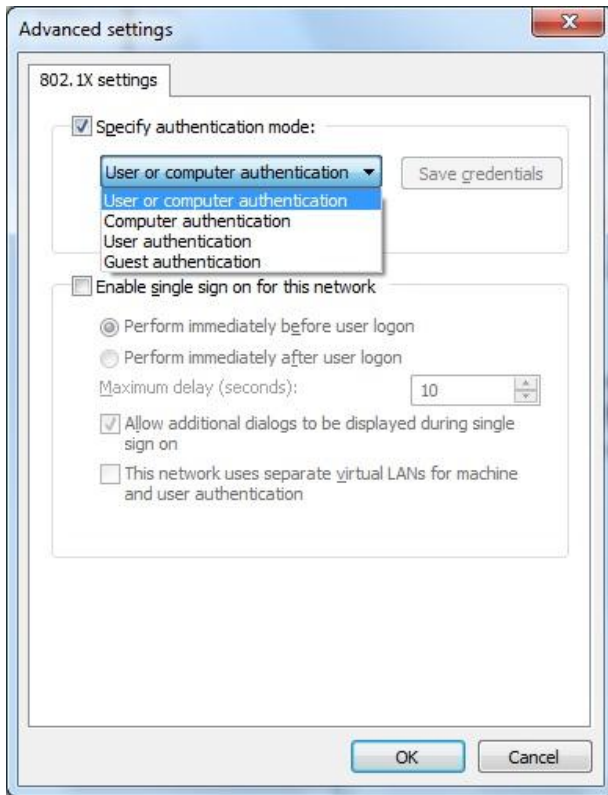 Advanced settings
802.1X settings
Specify authentication mode:
User or computer authentication
Save credentials
User or computer authentication
Computer authentication
User authentication
Guest authentication
Enable single sign on for this network
Perform immediately before user logon
Perform immediately after user logon
Maximum delay (seconds):
10
Allow additional dialogs to be displayed during single
sign on
This network uses separate virtual LANs for machine
and user authentication
OK
Cancel